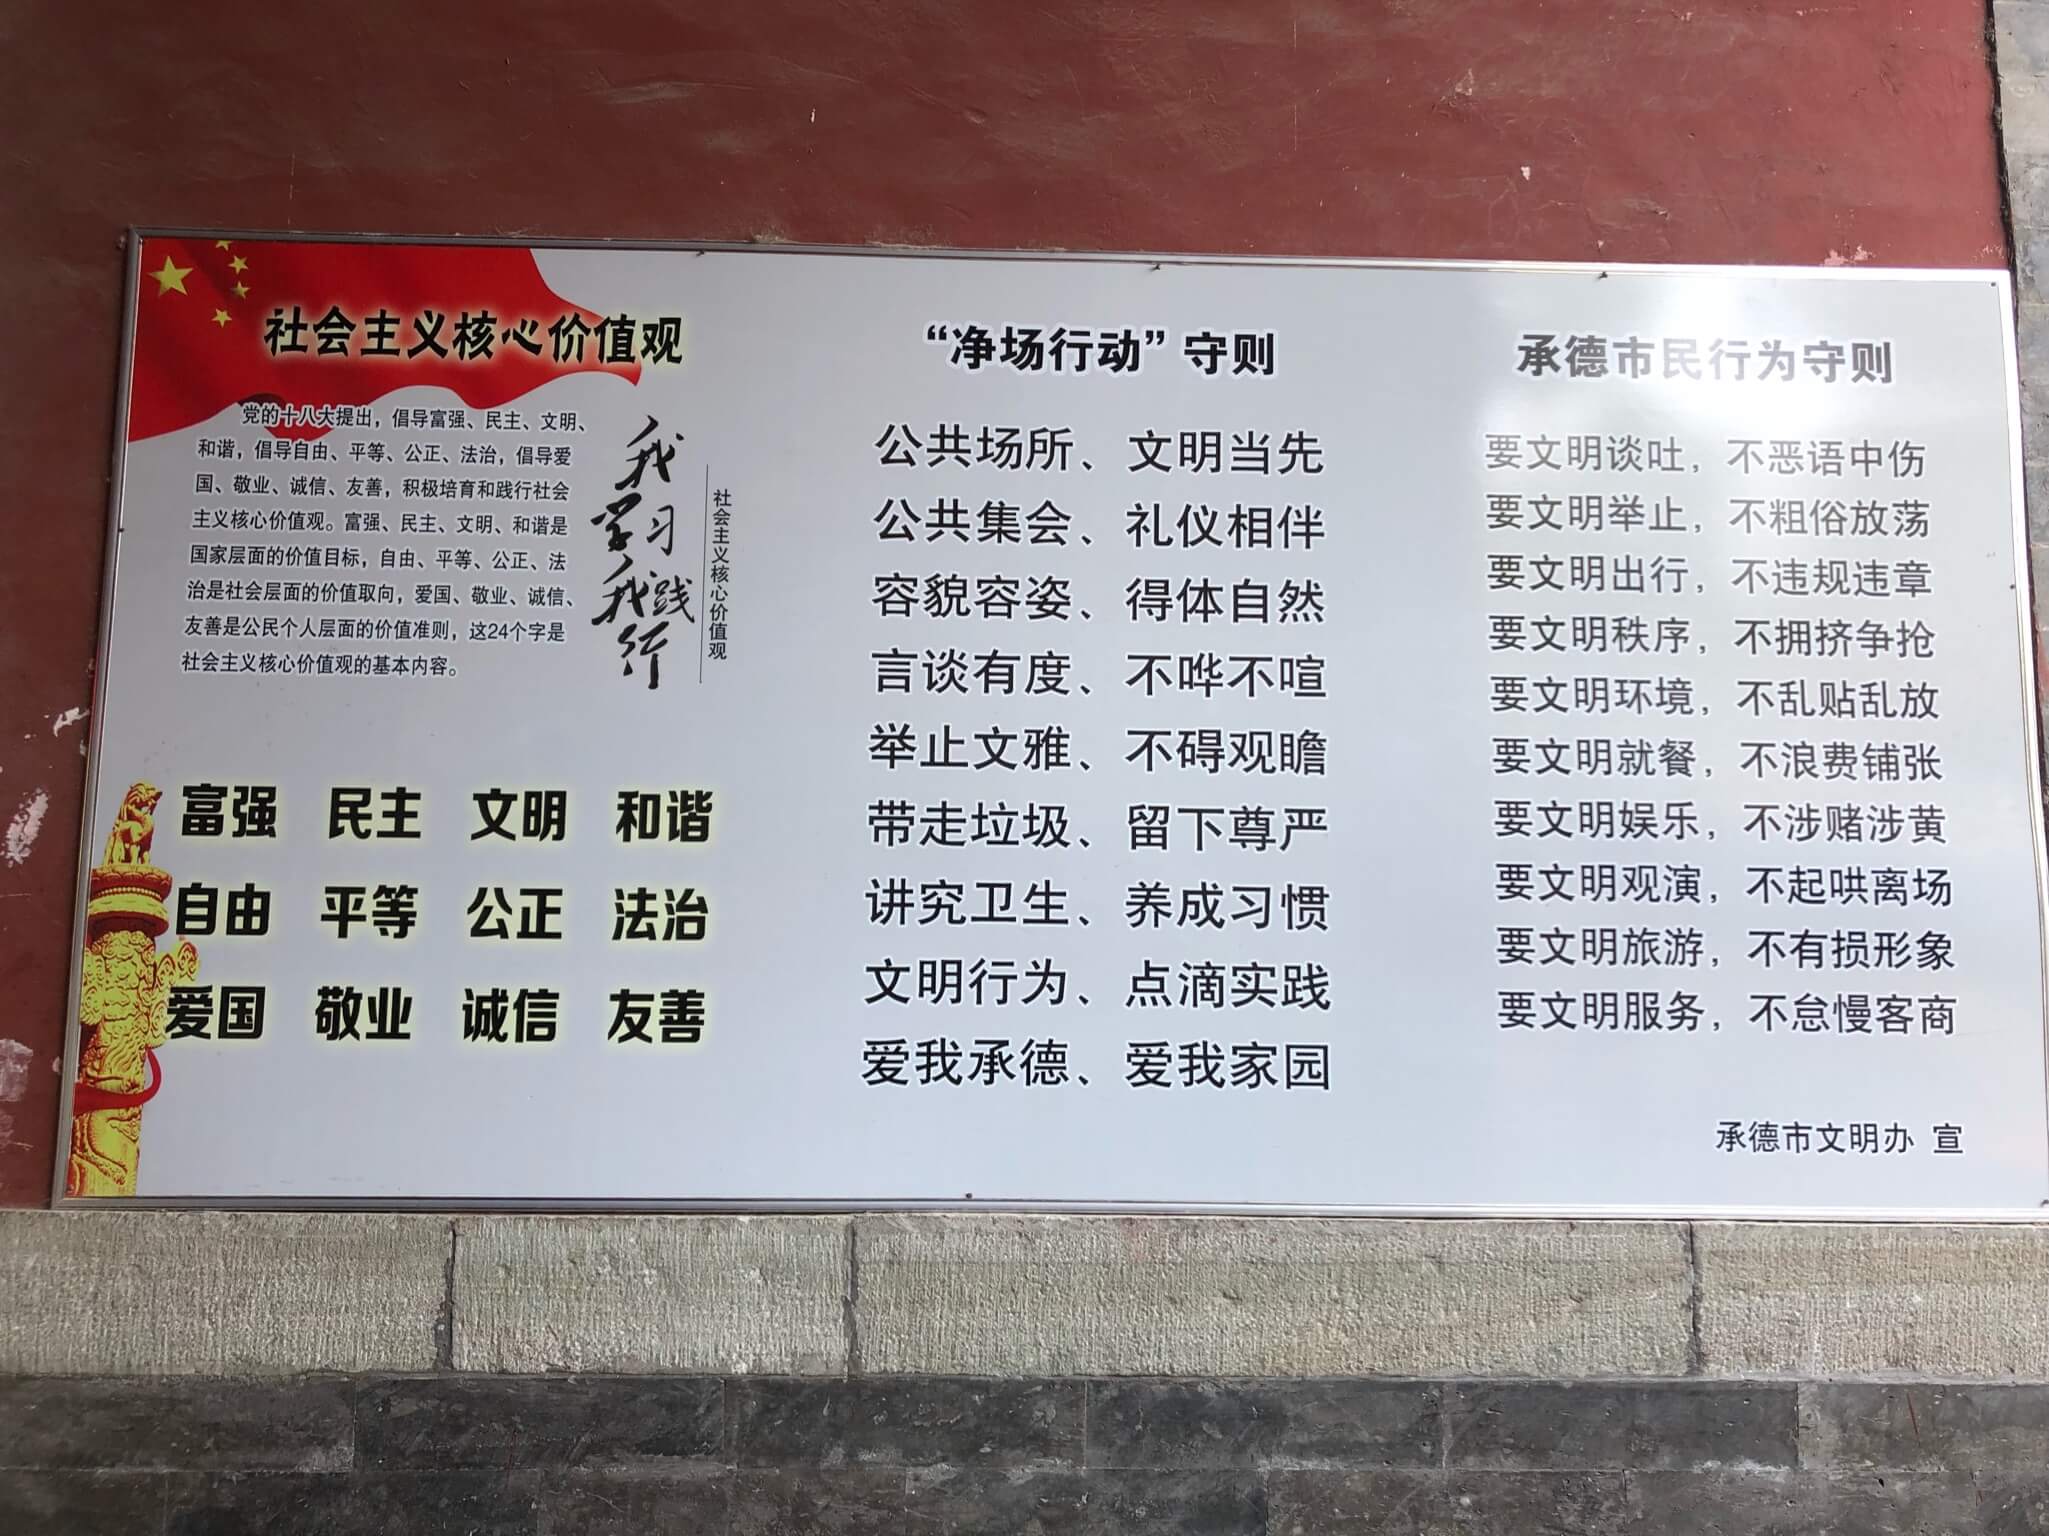 社会主义核心价值观
党的十八大提出，倡导富强、民主、文明、
和谐，倡导自由、平等、公正、法治，倡导爱
国、敬业、诚信、友善，积极培育和践行社会
主义核心价值观。富强、民主、文明、和谐是
国家层面的价值目标，自由、平等、公正、法
治是社会层面的价值取向，爱国、敬业、诚信、
友善是公民个人层面的价值准则，这24个字是
社会主义核心价值观的基本内容。
我学习我践行
社会主义核心价值观
富强 民主 文明 和谐
自由 平等 公正 法治
爱国 敬业 诚信 友善
“净场行动”守则
公共场所、文明当先
公共集会、礼仪相伴
容貌容姿、得体自然
言谈有度、不哗不喧
举止文雅、不碍观瞻
带走垃圾、留下尊严
讲究卫生、养成习惯
文明行为、点滴实践
爱我承德、爱我家园
承德市民行为守则
要文明谈吐，不恶语中伤
要文明举止，不粗俗放荡
要文明出行，不违规违章
要文明秩序，不拥挤争抢
要文明环境，不乱贴乱放
要文明就餐，不浪费铺张
要文明娱乐，不涉赌涉黄
要文明观演，不起哄离场
要文明旅游，不有损形象
要文明服务，不怠慢客商
承德市文明办 宣